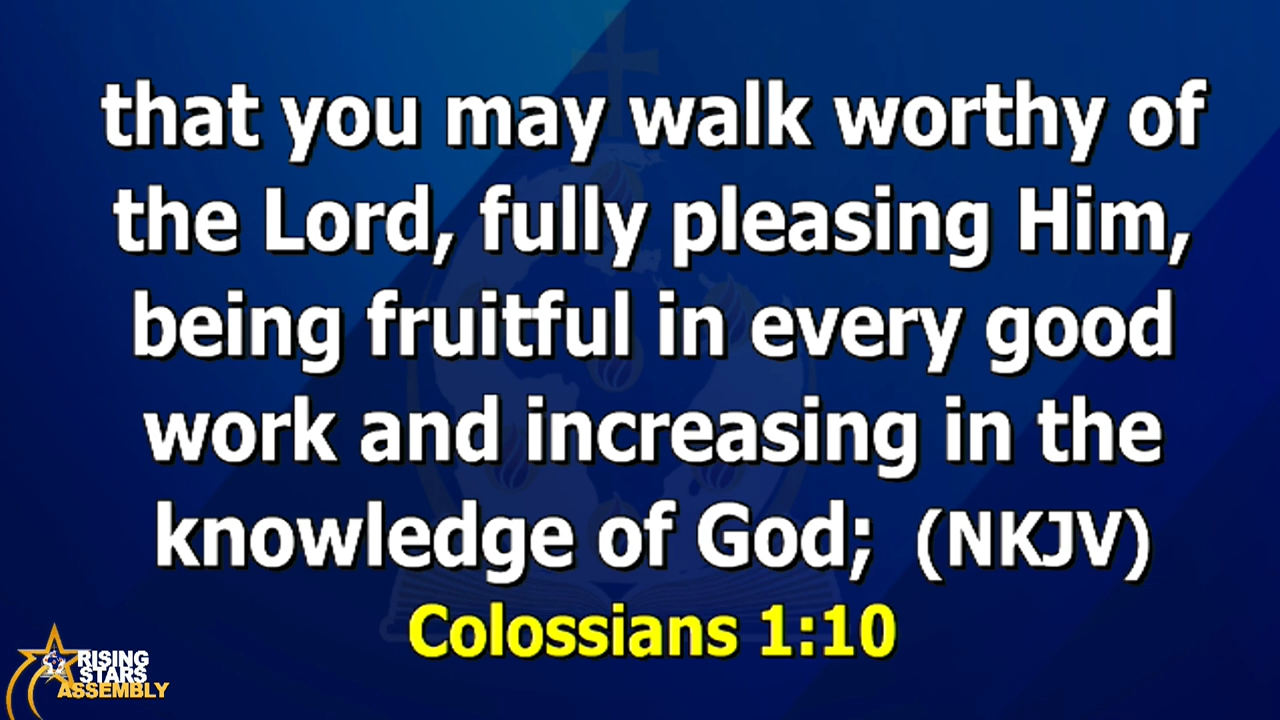 that you may walk worthy of
the Lord, fully pleasing Him,
being fruitful in every good
work and increasing in the
knowledge of God;  (NKJV)
Colossians 1:10
RISING
STARS
ASSEMBLY